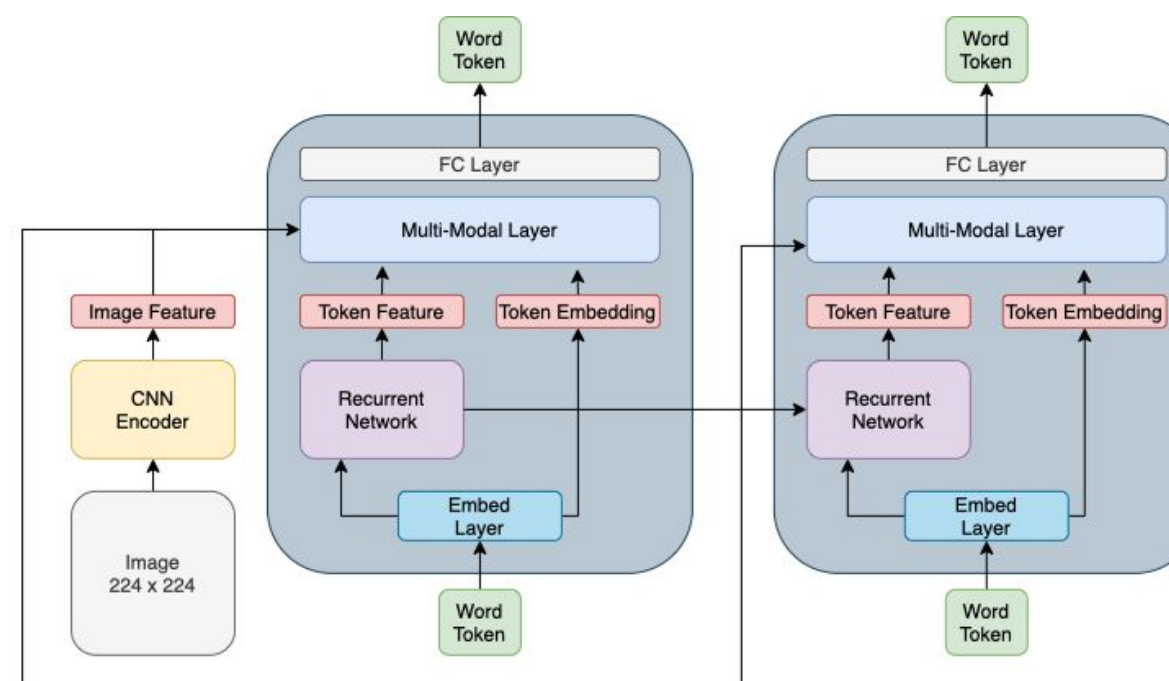 Word
Token
Word
Token
FC Layer
FC Layer
Multi-Modal Layer
Multi-Modal Layer
Image Feature
Token Feature
Token Embedding
Token Feature
Token Embedding
CNN
Encoder
Recurrent
Network
Recurrent
Network
Embed
Layer
Embed
Layer
Image
224 x 224
Word
Token
Word
Token